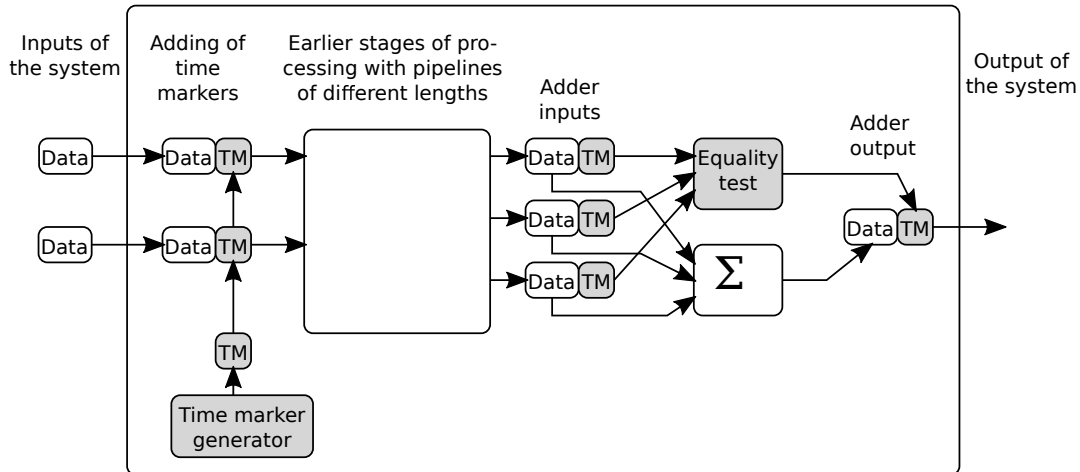 Inputs of
the system
Adding of
time
markers
Earlier stages of pro-
cessing with pipelines
of different lengths
Adder
inputs
Adder
output
Output of
the system
Data
Data TM
Data TM
Equality
test
Data
Data TM
Data TM
Data TM
Data TM
Σ
TM
Time marker
generator